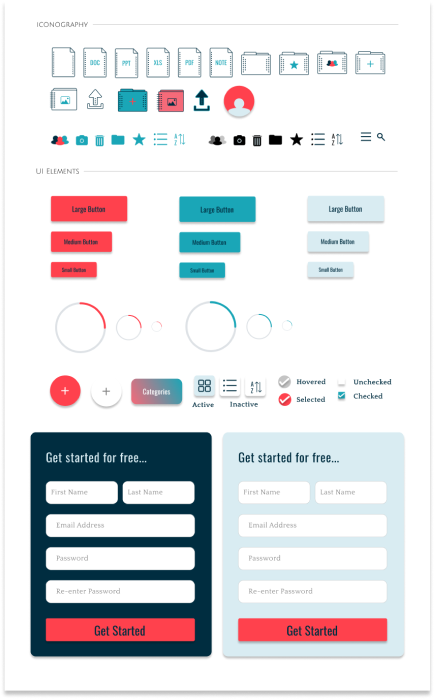 ICONOGRAPHY
DOC PPT XLS PDF NOTE
A Z A Z
UI Elements
Large Button Large Button Large Button
Medium Button Medium Button Medium Button
Small Button Small Button Small Button
Categories
A Z
Hovered Unchecked
Active Inactive Selected Checked
Get started for free... Get started for free...
First Name Last Name First Name Last Name
Email Address Email Address
Password Password
Re-enter Password Re-enter Password
Get Started Get Started